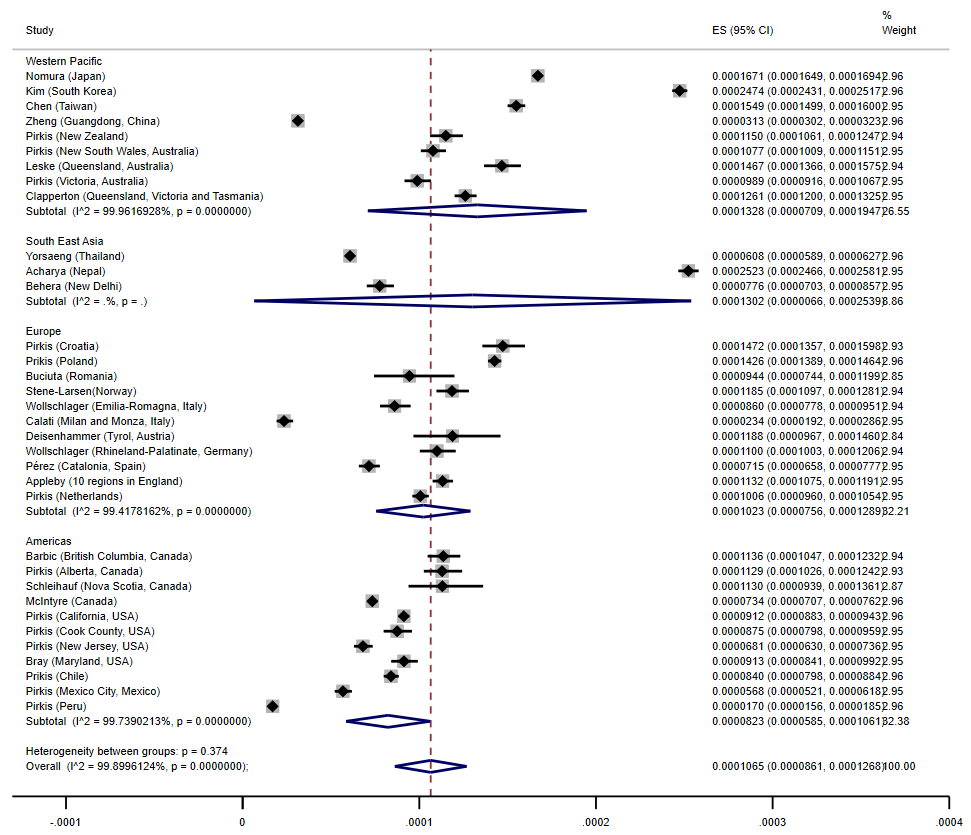 %
Study ES (95% CI) Weight
Western Pacific
Nomura (Japan) 0.0001671 (0.0001649, 0.0001694) 2.96
Kim (South Korea) 0.0002474 (0.0002431, 0.0002517) 2.96
Chen (Taiwan) 0.0001549 (0.0001499, 0.0001600) 2.95
Zheng (Guangdong, China) 0.0000313 (0.0000302, 0.0000323) 2.96
Pirkis (New Zealand) 0.0001150 (0.0001061, 0.0001247) 2.94
Pirkis (New South Wales, Australia) 0.0001077 (0.0001009, 0.0001151) 2.95
Leske (Queensland, Australia) 0.0001467 (0.0001366, 0.0001575) 2.94
Pirkis (Victoria, Australia) 0.0000989 (0.0000916, 0.0001067) 2.95
Clapperton (Queensland, Victoria and Tasmania) 0.0001261 (0.0001200, 0.0001325) 2.95
Subtotal (I^2 = 99.9616928%, p = 0.0000000) 0.0001328 (0.0000709, 0.0001947) 26.55
South East Asia
Yorsaeng (Thailand) 0.0000608 (0.0000589, 0.0000627) 2.96
Acharya (Nepal) 0.0002523 (0.0002466, 0.0002581) 2.95
Behera (New Delhi) 0.0000776 (0.0000703, 0.0000857) 2.95
Subtotal (I^2 = .%, p = .) 0.0001302 (0.0000066, 0.0002539) 8.86
Europe
Pirkis (Croatia) 0.0001472 (0.0001357, 0.0001598) 2.93
Prikis (Poland) 0.0001426 (0.0001389, 0.0001464) 2.96
Buciuta (Romania) 0.0000944 (0.0000744, 0.0001199) 2.85
Stene-Larsen(Norway) 0.0001185 (0.0001097, 0.0001281) 2.94
Wollschlager (Emilia-Romagna, Italy) 0.0000860 (0.0000778, 0.0000951) 2.94
Calati (Milan and Monza, Italy) 0.0000234 (0.0000192, 0.0000286) 2.95
Deisenhammer (Tyrol, Austria) 0.0001188 (0.0000967, 0.0001460) 2.84
Wollschlager (Rhineland-Palatinate, Germany) 0.0001100 (0.0001003, 0.0001206) 2.94
Pérez (Catalonia, Spain) 0.0000715 (0.0000658, 0.0000777) 2.95
Appleby (10 regions in England) 0.0001132 (0.0001075, 0.0001191) 2.95
Pirkis (Netherlands) 0.0001006 (0.0000960, 0.0001054) 2.95
Subtotal (I^2 = 99.4178162%, p = 0.0000000) 0.0001023 (0.0000756, 0.0001289) 32.21
Americas
Barbic (British Columbia, Canada) 0.0001136 (0.0001047, 0.0001232) 2.94
Pirkis (Alberta, Canada) 0.0001129 (0.0001026, 0.0001242) 2.93
Schleihauf (Nova Scotia, Canada) 0.0001130 (0.0000939, 0.0001361) 2.87
McIntyre (Canada) 0.0000734 (0.0000707, 0.0000762) 2.96
Pirkis (California, USA) 0.0000912 (0.0000883, 0.0000943) 2.96
Pirkis (Cook County, USA) 0.0000875 (0.0000798, 0.0000959) 2.95
Pirkis (New Jersey, USA) 0.0000681 (0.0000630, 0.0000736) 2.95
Bray (Maryland, USA) 0.0000913 (0.0000841, 0.0000992) 2.95
Prikis (Chile) 0.0000840 (0.0000798, 0.0000884) 2.96
Pirkis (Mexico City, Mexico) 0.0000568 (0.0000521, 0.0000618) 2.95
Pirkis (Peru) 0.0000170 (0.0000156, 0.0000185) 2.96
Subtotal (I^2 = 99.7390213%, p = 0.0000000) 0.0000823 (0.0000585, 0.0001061) 32.38
Heterogeneity between groups: p = 0.374
Overall (I^2 = 99.8996124%, p = 0.0000000); 0.0001065 (0.0000861, 0.0001268) 100.00
-.0001 0 .0001 .0002 .0003 .0004